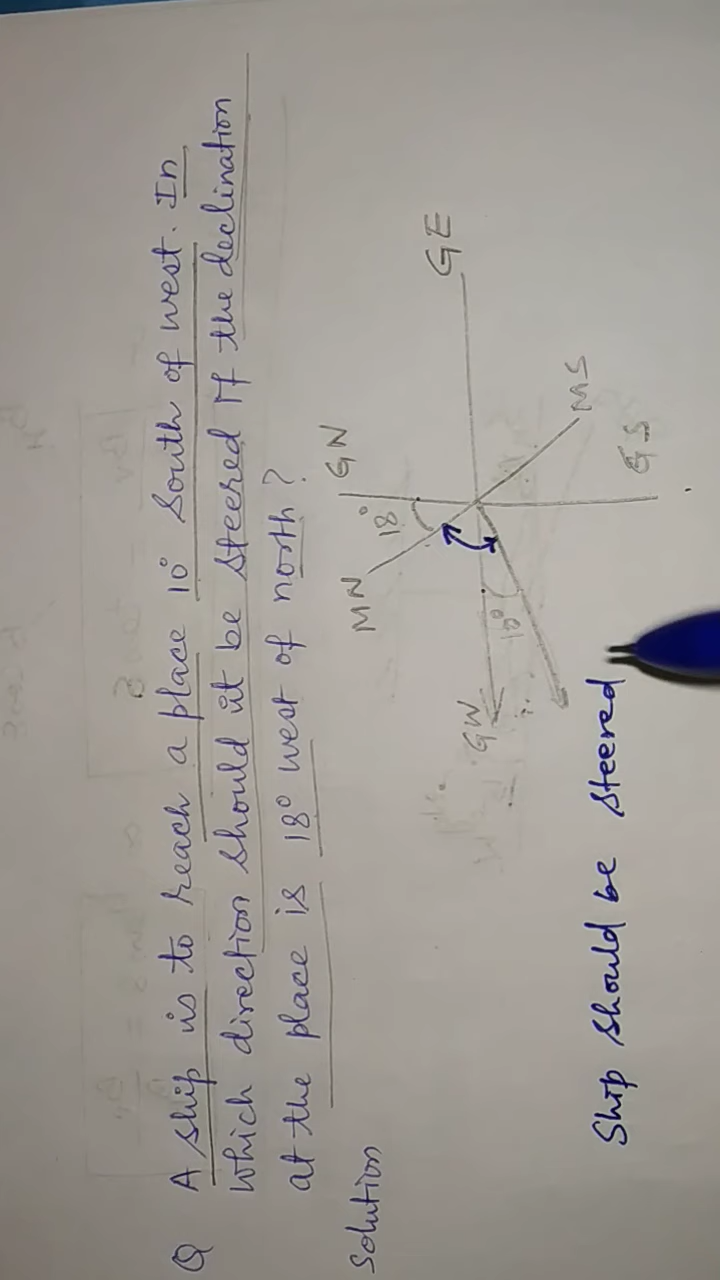 Q A ship is to reach a place 10° South of west. In
which direction should it be steered if the declination
at the place is 18° west of north?
Solution
MN
GN
18°
GW
GE
10°
MS
GS
Ship should be steered